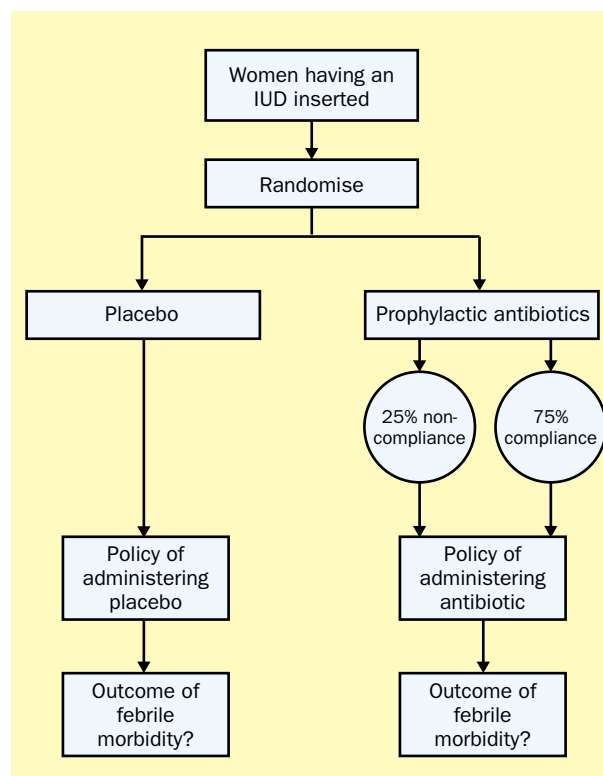 Women having an
IUD inserted
Randomise
Placebo
Prophylactic antibiotics
25% non-
compliance
75%
compliance
Policy of
administering
placebo
Policy of
administering
antibiotic
Outcome of
febrile
morbidity?
Outcome of
febrile
morbidity?